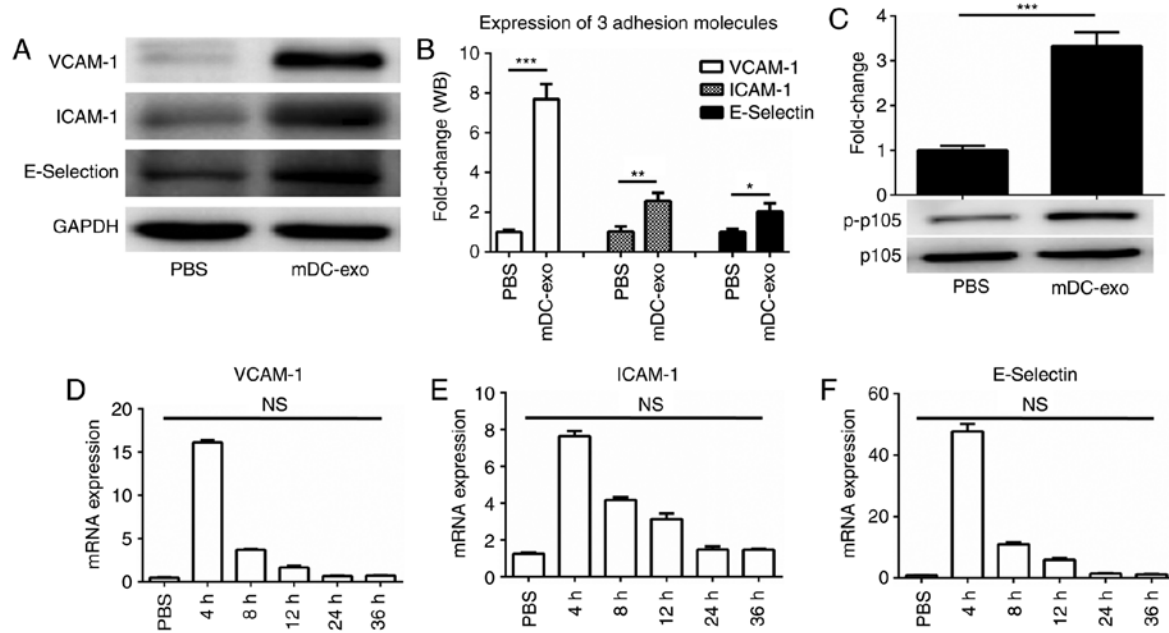 A
VCAM-1
ICAM-1
E-Selection
GAPDH
PBS mDC-exo
Expression of 3 adhesion molecules
B
Fold-change (WB)
10
8
6
4
2
0
***
**
*
VCAM-1
ICAM-1
E-Selectin
PBS
mDC-exo
PBS
mDC-exo
PBS
mDC-exo
C
Fold-change
4
3
2
1
0
***
p-p105
p105
PBS mDC-exo
D
VCAM-1
NS
mRNA expression
20
15
10
5
0
PBS
4 h
8 h
12 h
24 h
36 h
E
ICAM-1
NS
mRNA expression
10
8
6
4
2
0
PBS
4 h
8 h
12 h
24 h
36 h
F
E-Selectin
NS
mRNA expression
60
40
20
0
PBS
4 h
8 h
12 h
24 h
36 h